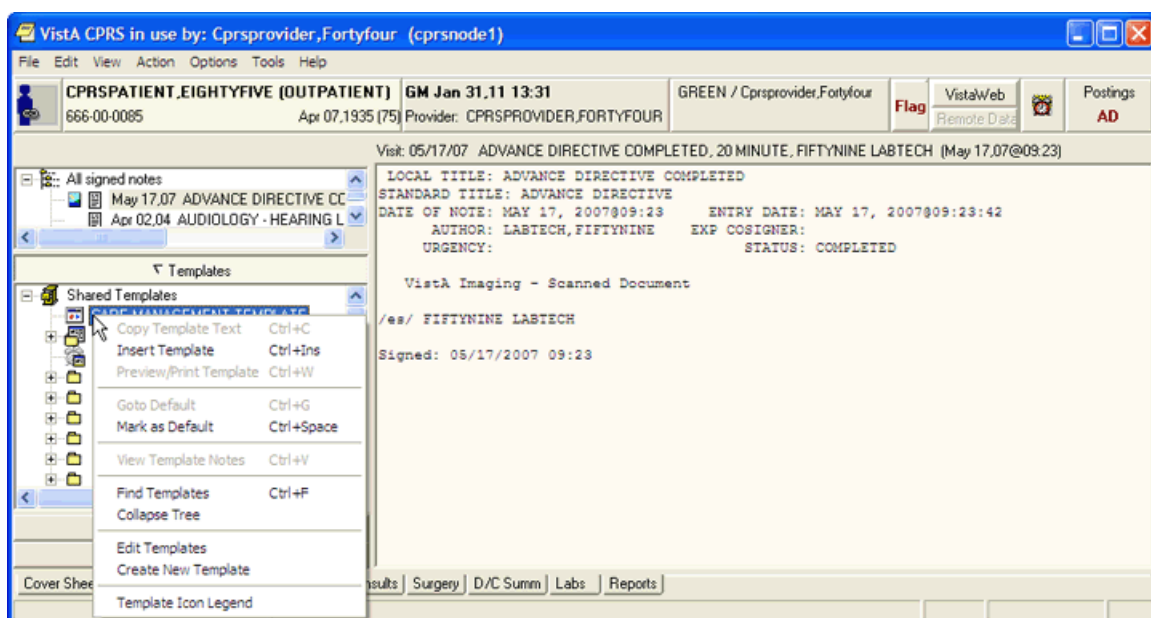 VistA CPRS in use by: Cprsprovider,Fortyfour (cprsnode1)
File Edit View Action Options Tools Help
CPRSPATIENT,EIGHTYFIVE (OUTPATIENT) GM Jan 31,11 13:31 GREEN / Cprsprovider,Fortyfour Flag VistaWeb Postings
666-00-0085 Apr 07,1935 (75) Provider: CPRSPROVIDER,FORTYFOUR Remote Data AD
Visit: 05/17/07 ADVANCE DIRECTIVE COMPLETED, 20 MINUTE, FIFTYNINE LABTECH (May 17,07@09:23)
All signed notes
May 17,07 ADVANCE DIRECTIVE CC
Apr 02,04 AUDIOLOGY - HEARING L
Templates
Shared Templates
CARE MANAGEMENT TEMPLATE
Copy Template Text Ctrl+C
Insert Template Ctrl+Ins
Preview/Print Template Ctrl+W
Goto Default Ctrl+G
Mark as Default Ctrl+Space
View Template Notes Ctrl+V
Find Templates Ctrl+F
Collapse Tree
Edit Templates
Create New Template
Template Icon Legend
LOCAL TITLE: ADVANCE DIRECTIVE COMPLETED
STANDARD TITLE: ADVANCE DIRECTIVE
DATE OF NOTE: MAY 17, 2007@09:23 ENTRY DATE: MAY 17, 2007@09:23:42
AUTHOR: LABTECH,FIFTYNINE EXP COSIGNER:
URGENCY: STATUS: COMPLETED
VistA Imaging - Scanned Document
/es/ FIFTYNINE LABTECH
Signed: 05/17/2007 09:23
Cover Shee nsults Surgery D/C Summ Labs Reports